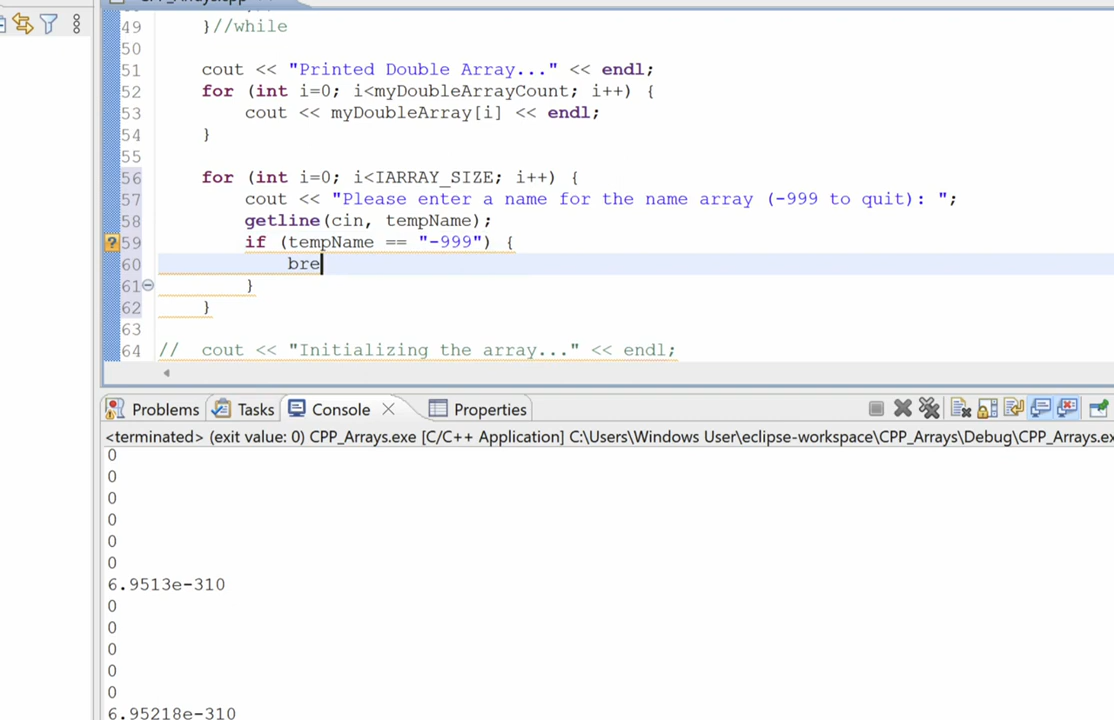 49 }//while
50
51 cout << "Printed Double Array..." << endl;
52 for (int i=0; i<myDoubleArrayCount; i++) {
53 cout << myDoubleArray[i] << endl;
54 }
55
56 for (int i=0; i<IARRAY_SIZE; i++) {
57 cout << "Please enter a name for the name array (-999 to quit): ";
58 getline(cin, tempName);
59 if (tempName == "-999") {
60 bre
61 }
62 }
63
64 // cout << "Initializing the array..." << endl;
Problems Tasks Console Properties
<terminated> (exit value: 0) CPP_Arrays.exe [C/C++ Application] C:\Users\Windows User\eclipse-workspace\CPP_Arrays\Debug\CPP_Arrays.ex
0
0
0
0
0
0
6.9513e-310
0
0
0
0
0
6.95218e-310